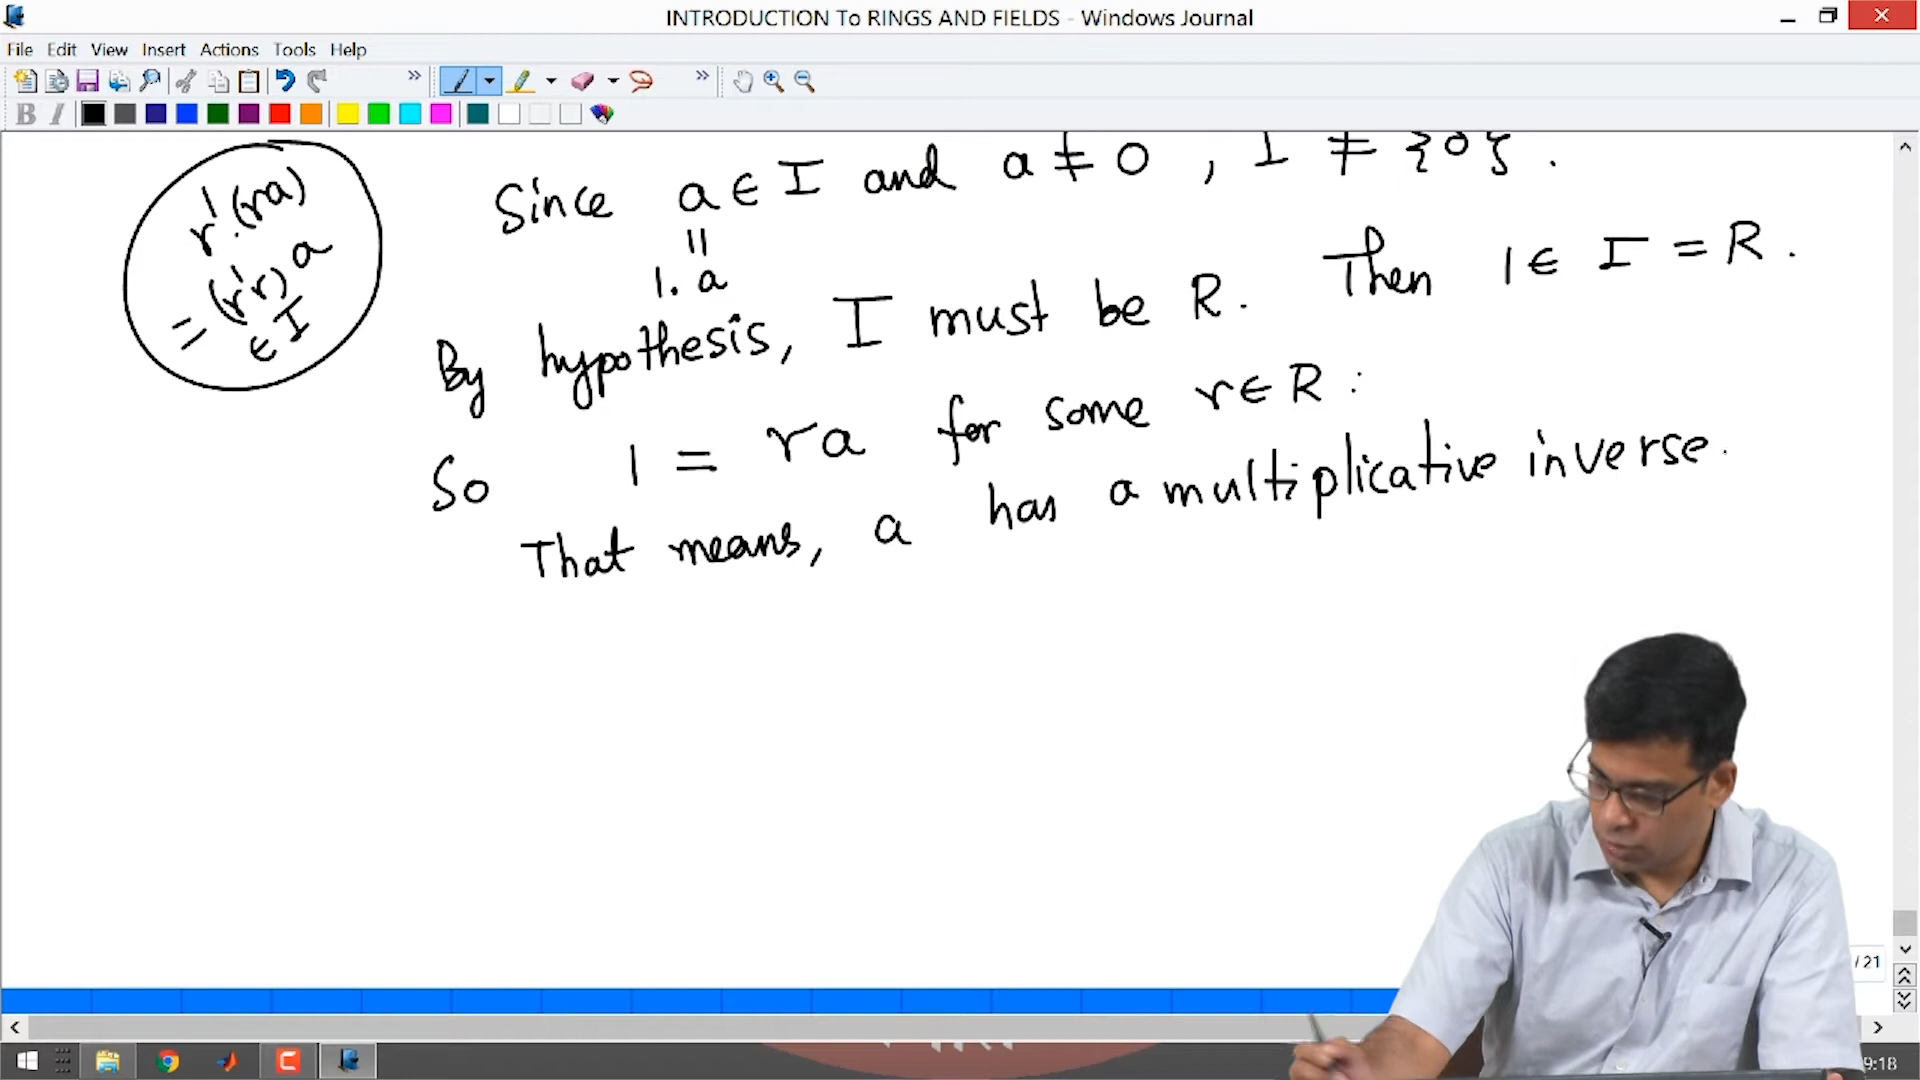 INTRODUCTION To RINGS AND FIELDS - Windows Journal
File Edit View Insert Actions Tools Help
B I
r'.(ra)
= (r'r) a
∈ I
Since a ∈ I and a ≠ 0 , I ≠ {0} .
||
1. a
By hypothesis, I must be R. Then 1 ∈ I = R .
So 1 = ra for some r ∈ R :
That means, a has a multiplicative inverse.
/ 21
9:18